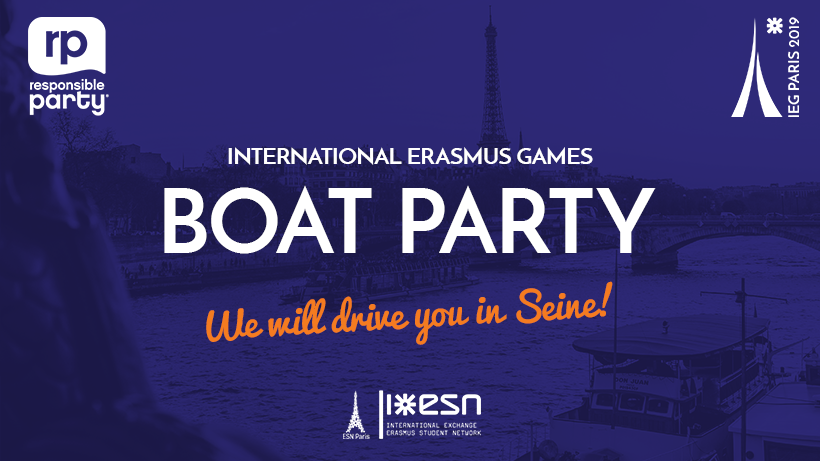 rp
responsible
party
IEG PARIS 2019
INTERNATIONAL ERASMUS GAMES
BOAT PARTY
We will drive you in Seine!
ESN Paris
esn
INTERNATIONAL EXCHANGE
ERASMUS STUDENT NETWORK